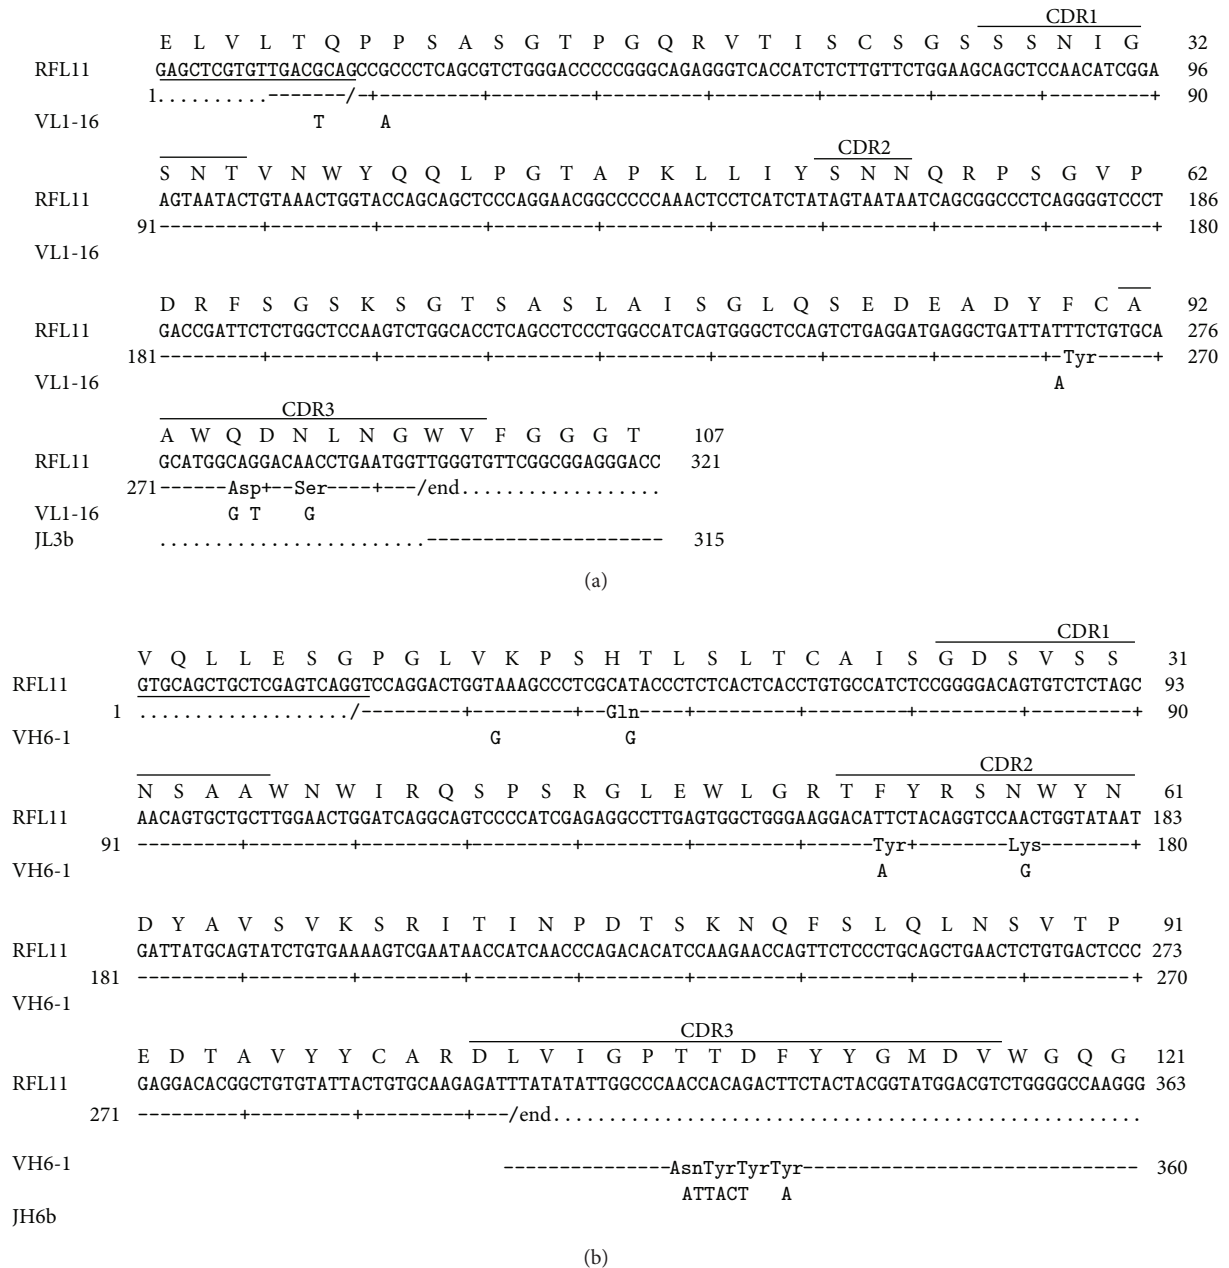 CDR1
E L V L T Q P P S A S G T P G Q R V T I S C S G S S S N I G 32
RFL11 GAGCTCGTGTTGACGCAGCCGCCCTCAGCGTCTGGGACCCCCGGGCAGAGGGTCACCATCTCTTGTTCTGGAAGCAGCTCCAACATCGGA 96
1..........-------/-+---------+---------+---------+---------+---------+---------+---------+ 90
VL1-16 T A
S N T V N W Y Q Q L P G T A P K L L I Y S N N Q R P S G V P 62
CDR2
RFL11 AGTAATACTGTAAACTGGTACCAGCAGCTCCCAGGAACGGCCCCCAAACTCCTCATCTATAGTAATAATCAGCGGCCCTCAGGGGTCCCT 186
91---------+---------+---------+---------+---------+---------+---------+---------+---------+ 180
VL1-16
D R F S G S K S G T S A S L A I S G L Q S E D E A D Y F C A 92
RFL11 GACCGATTCTCTGGCTCCAAGTCTGGCACCTCAGCCTCCCTGGCCATCAGTGGGCTCCAGTCTGAGGATGAGGCTGATTATTTCTGTGCA 276
181---------+---------+---------+---------+---------+---------+---------+---------+-Tyr-----+ 270
VL1-16 A
CDR3
A W Q D N L N G W V F G G G T 107
RFL11 GCATGGCAGGACAACCTGAATGGTTGGGTGTTCGGCGGAGGGACC 321
271------Asp+--Ser----+---/end..................
VL1-16 G T G
JL3b ........................--------------------- 315
(a)
CDR1
V Q L L E S G P G L V K P S H T L S L T C A I S G D S V S S 31
RFL11 GTGCAGCTGCTCGAGTCAGGTCCAGGACTGGTAAAGCCCTCGCATACCCTCTCACTCACCTGTGCCATCTCCGGGGACAGTGTCTCTAGC 93
1 ..................../---------+---------+--Gln----+---------+---------+---------+---------+ 90
VH6-1 G G
CDR2
N S A A W N W I R Q S P S R G L E W L G R T F Y R S N W Y N 61
RFL11 AACAGTGCTGCTTGGAACTGGATCAGGCAGTCCCCATCGAGAGGCCTTGAGTGGCTGGGAAGGACATTCTACAGGTCCAACTGGTATAAT 183
91 ---------+---------+---------+---------+---------+---------+------Tyr+--------Lys--------+ 180
VH6-1 A G
D Y A V S V K S R I T I N P D T S K N Q F S L Q L N S V T P 91
RFL11 GATTATGCAGTATCTGTGAAAAGTCGAATAACCATCAACCCAGACACATCCAAGAACCAGTTCTCCCTGCAGCTGAACTCTGTGACTCCC 273
181 ---------+---------+---------+---------+---------+---------+---------+---------+---------+ 270
VH6-1
CDR3
E D T A V Y Y C A R D L V I G P T T D F Y Y G M D V W G Q G 121
RFL11 GAGGACACGGCTGTGTATTACTGTGCAAGAGATTTATATATTGGCCCAACCACAGACTTCTACTACGGTATGGACGTCTGGGGCCAAGGG 363
271 ---------+---------+---------+---/end.....................................................
VH6-1 ---------------AsnTyrTyrTyr------------------------------ 360
ATTACT A
JH6b
(b)